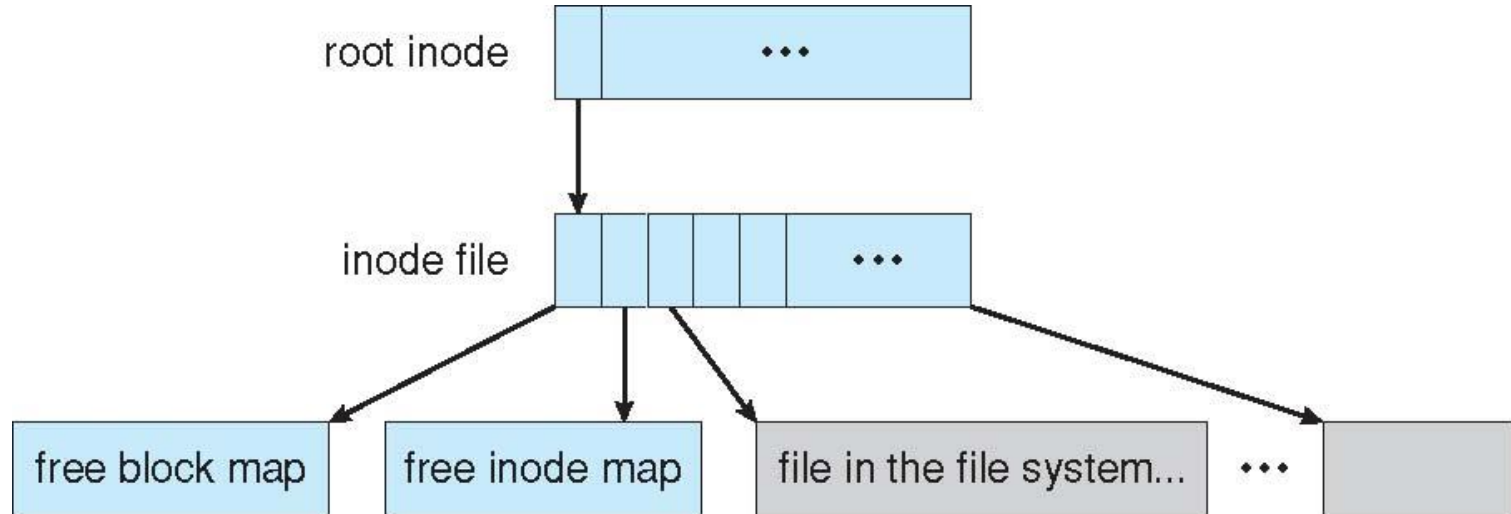 root inode
•••
inode file
•••
free block map
free inode map
file in the file system...
•••